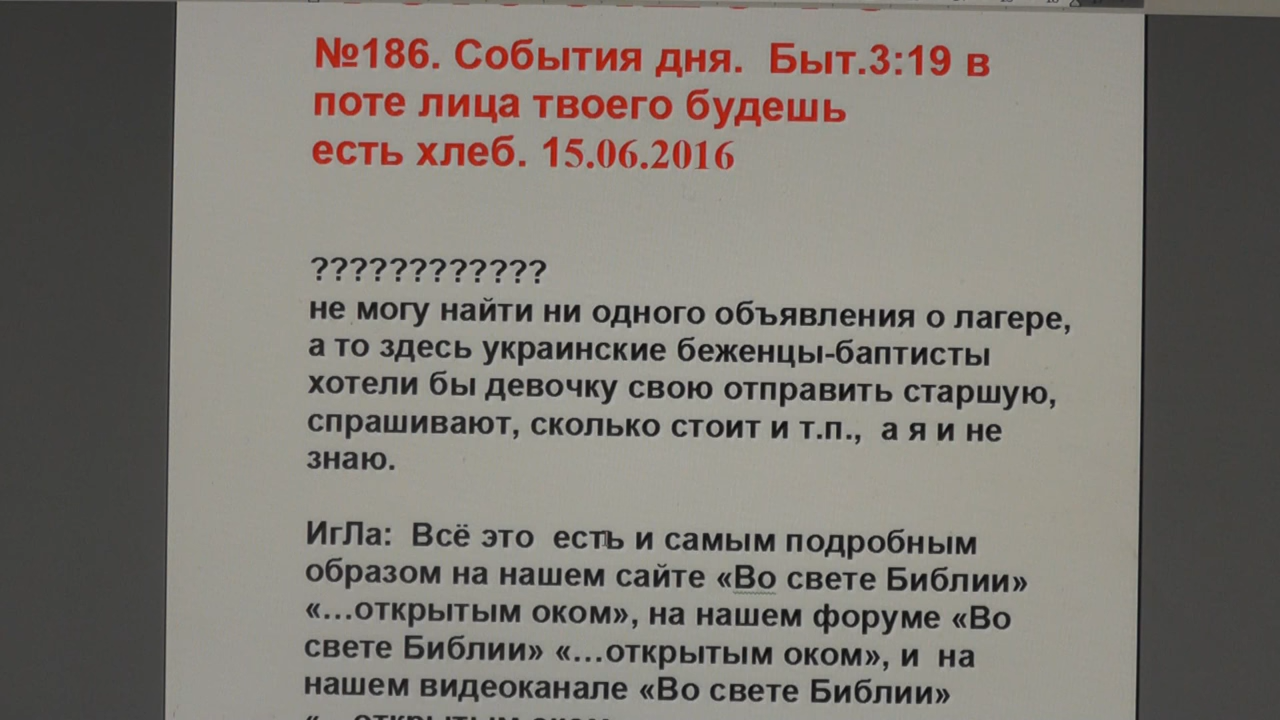 №186. События дня.  Быт.3:19 в
поте лица твоего будешь
есть хлеб. 15.06.2016
????????????
не могу найти ни одного объявления о лагере,
а то здесь украинские беженцы-баптисты
хотели бы девочку свою отправить старшую,
спрашивают, сколько стоит и т.п.,  а я и не
знаю.
ИгЛа:  Всё это  есть и самым подробным
образом на нашем сайте «Во свете Библии»
«…открытым оком», на нашем форуме «Во
свете Библии» «…открытым оком», и  на
нашем видеоканале «Во свете Библии»